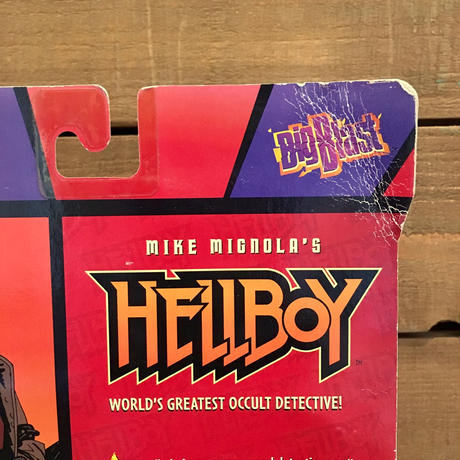 Big Blast
MIKE MIGNOLA'S
HELLBOY
TM
WORLD'S GREATEST OCCULT DETECTIVE!